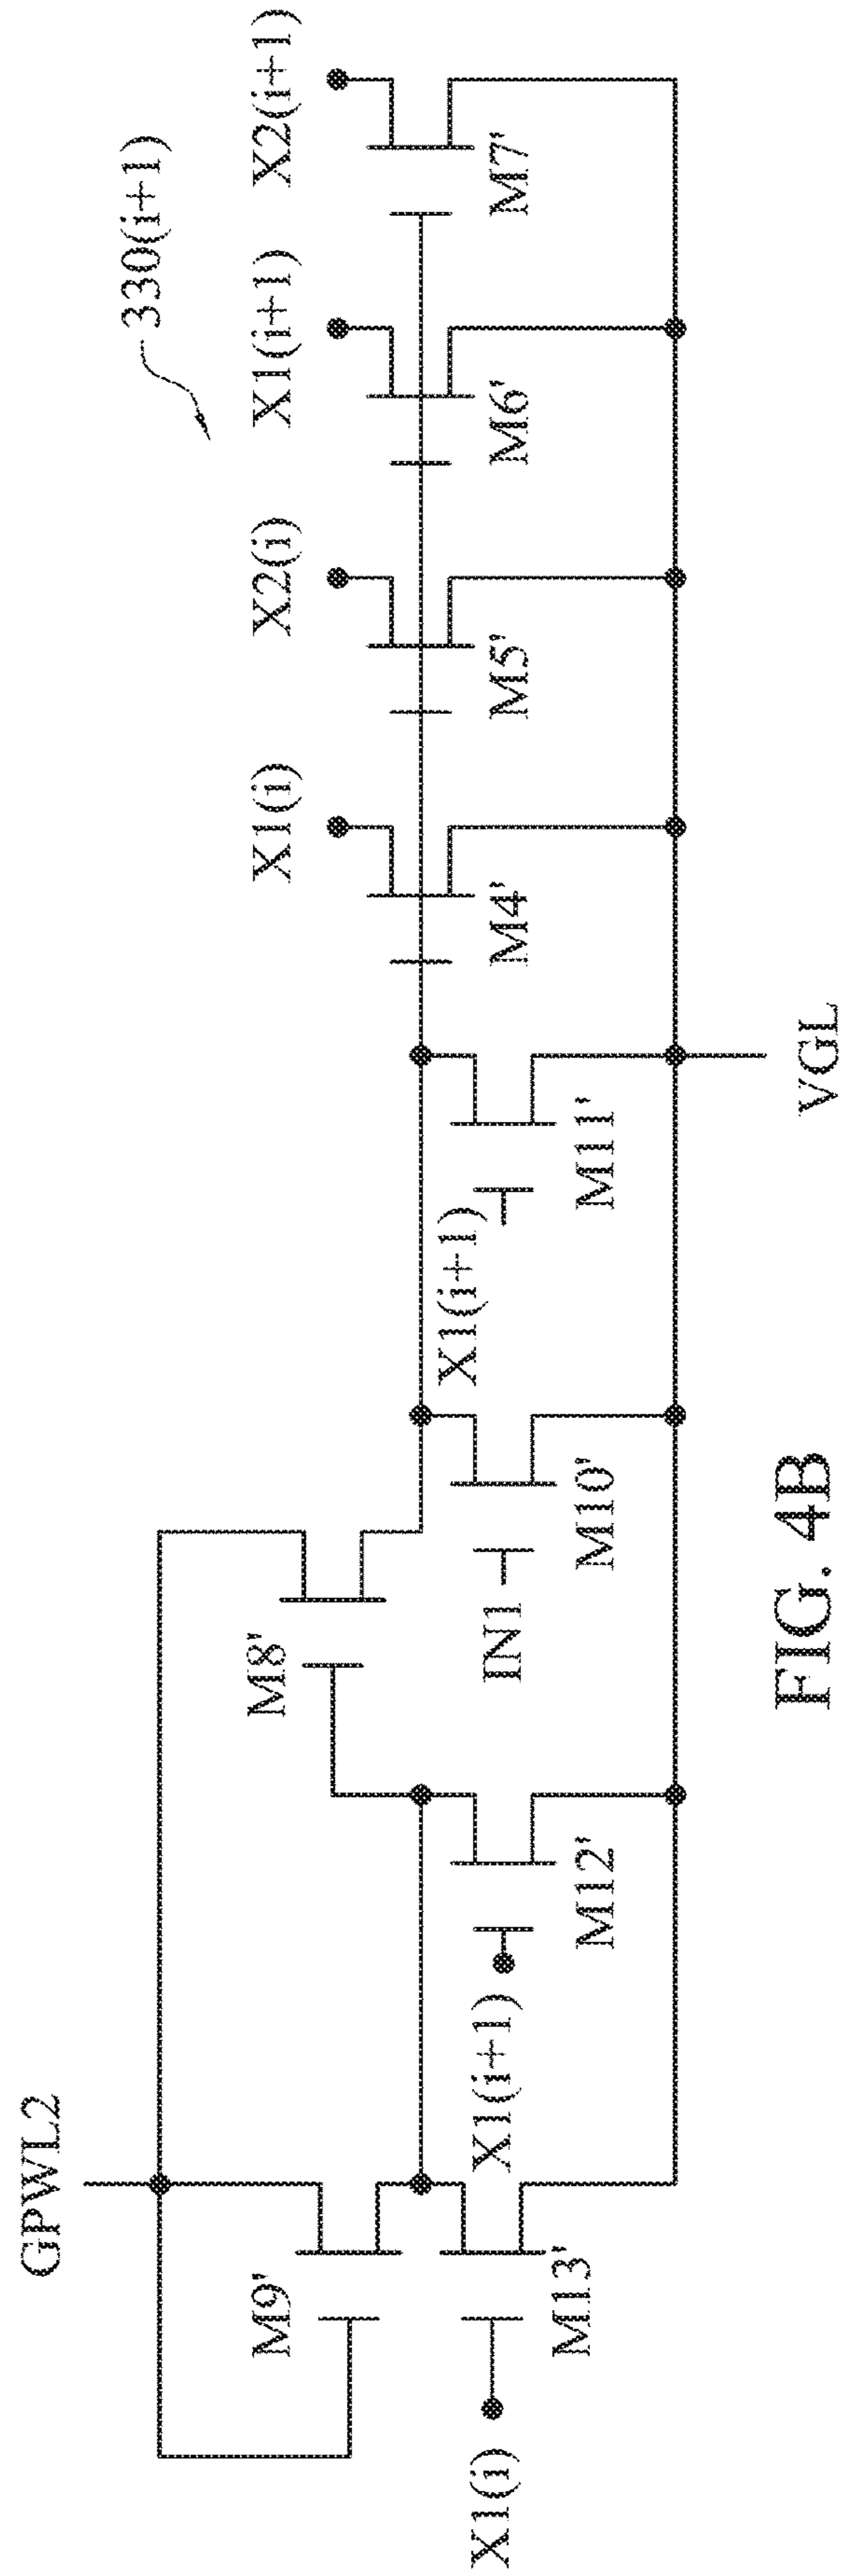 330(i+1)
GPWL2
M9'
X1(i)
M13'
X1(i+1)
M12'
M8'
IN1
M10'
X1(i+1)
M11'
X1(i)
M4'
X2(i)
M5'
X1(i+1)
M6'
X2(i+1)
M7'
VGL
FIG. 4B